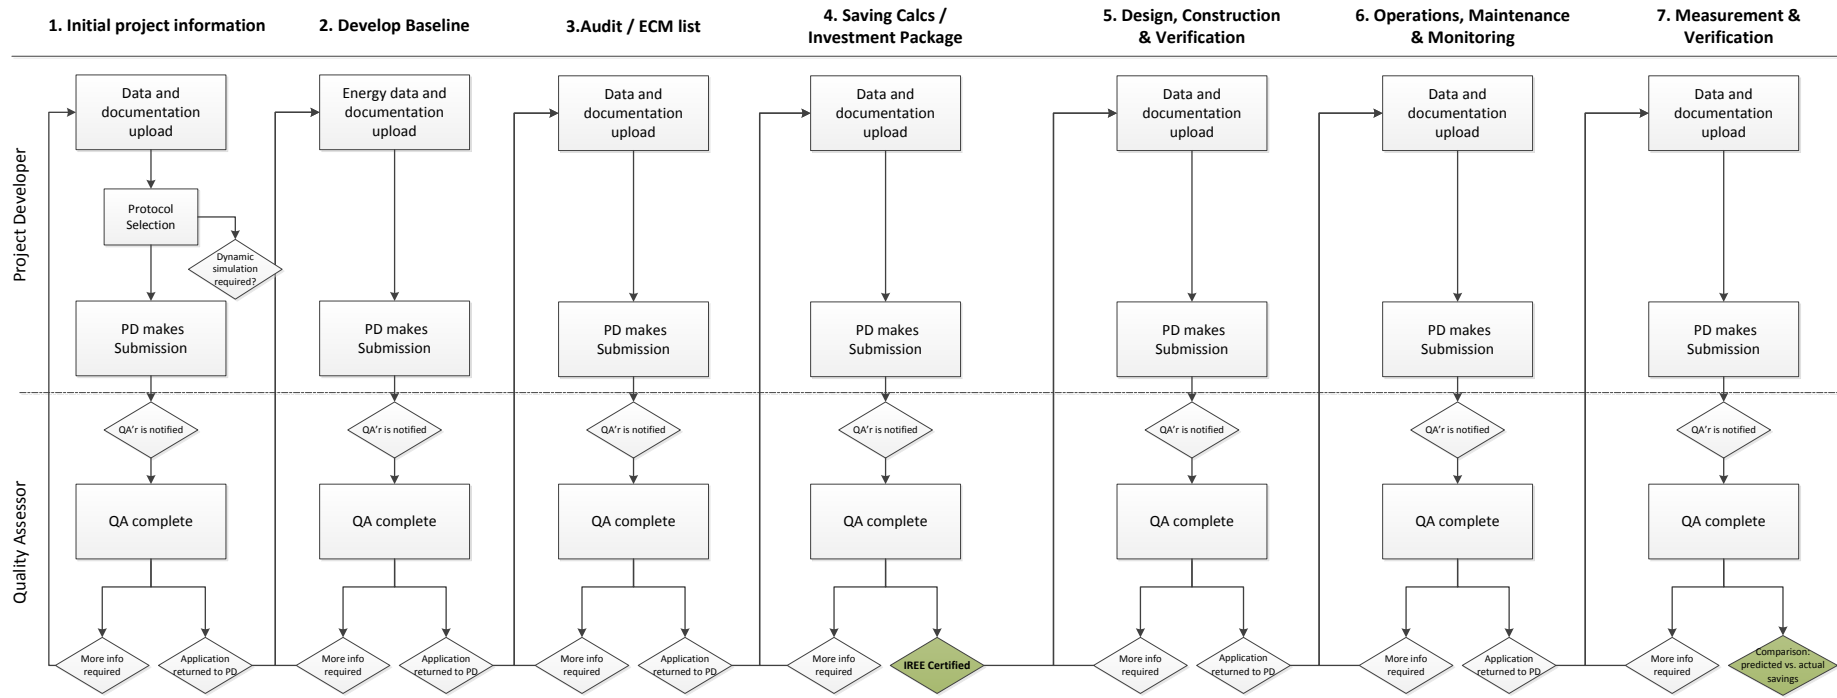 1. Initial project information
2. Develop Baseline
3.Audit / ECM list
4. Saving Calcs /
Investment Package
5. Design, Construction
& Verification
6. Operations, Maintenance
& Monitoring
7. Measurement &
Verification
Project Developer
Data and
documentation
upload
Energy data and
documentation
upload
Data and
documentation
upload
Data and
documentation
upload
Data and
documentation
upload
Data and
documentation
upload
Data and
documentation
upload
Protocol
Selection
Dynamic
simulation
required?
PD makes
Submission
PD makes
Submission
PD makes
Submission
PD makes
Submission
PD makes
Submission
PD makes
Submission
PD makes
Submission
Quality Assessor
QA'r is notified
QA'r is notified
QA'r is notified
QA'r is notified
QA'r is notified
QA'r is notified
QA'r is notified
QA complete
QA complete
QA complete
QA complete
QA complete
QA complete
QA complete
More info
required
Application
returned to PD
More info
required
Application
returned to PD
More info
required
Application
returned to PD
More info
required
IREE Certified
More info
required
Application
returned to PD
More info
required
Application
returned to PD
More info
required
Comparison:
predicted vs. actual
savings